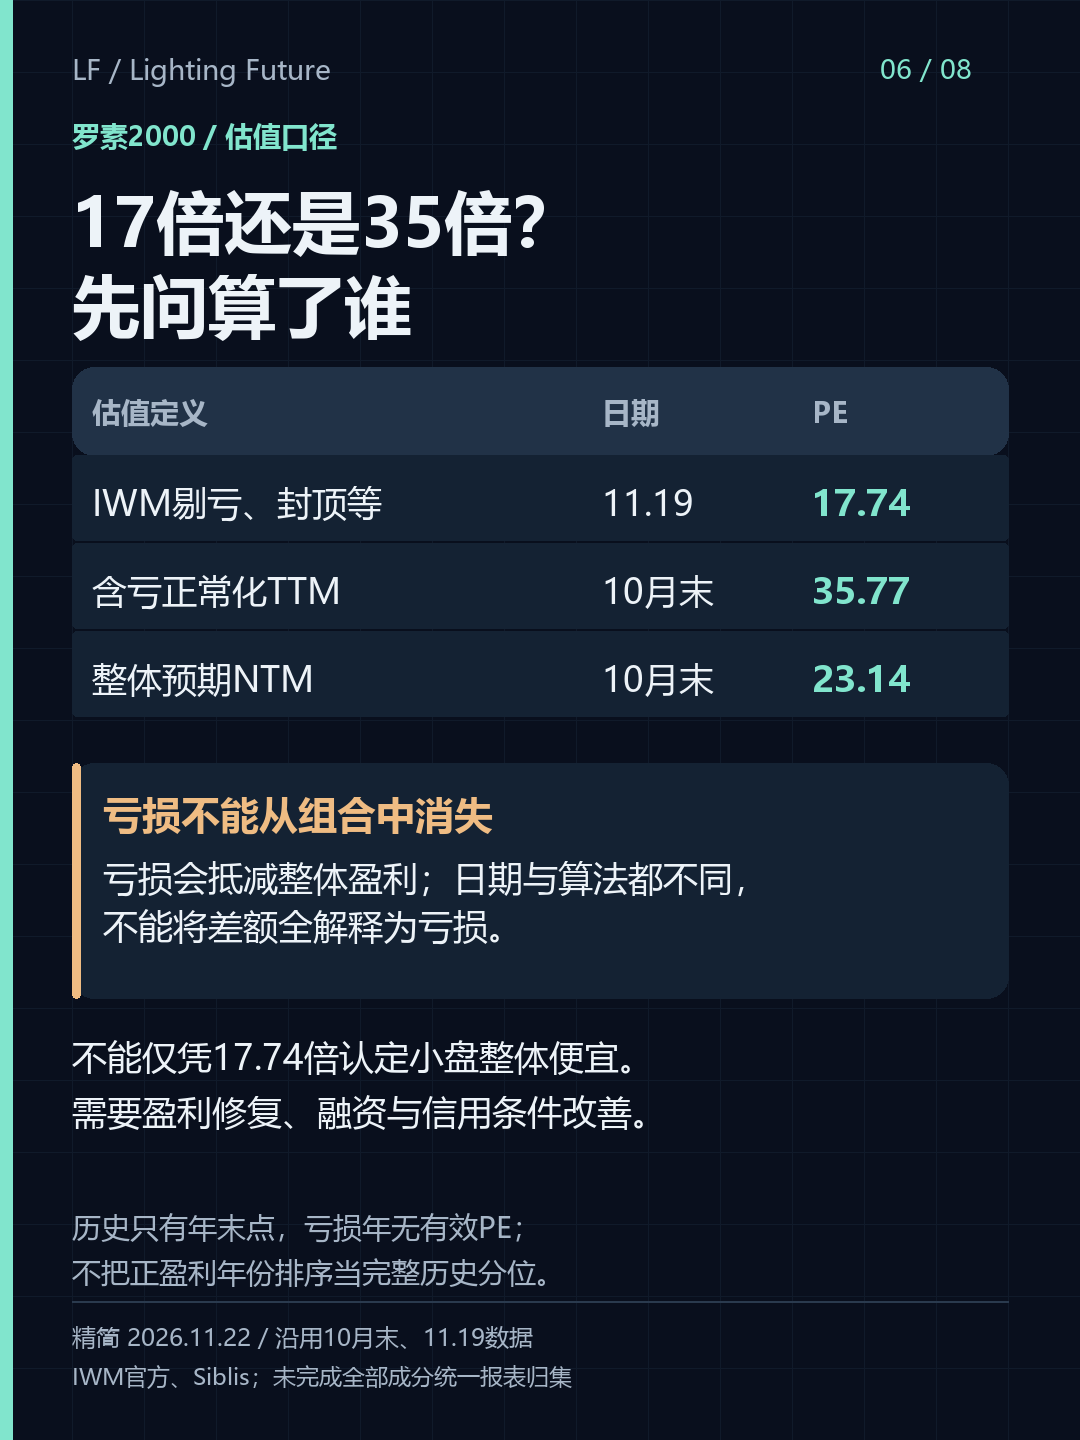 LF / Lighting Future
06 / 08
罗素2000 / 估值口径
17倍还是35倍？
先问算了谁
估值定义 日期 PE
IWM剔亏、封顶等 11.19 17.74
含亏正常化TTM 10月末 35.77
整体预期NTM 10月末 23.14
亏损不能从组合中消失
亏损会抵减整体盈利；日期与算法都不同，
不能将差额全解释为亏损。
不能仅凭17.74倍认定小盘整体便宜。
需要盈利修复、融资与信用条件改善。
历史只有年末点，亏损年无有效PE；
不把正盈利年份排序当完整历史分位。
精简 2026.11.22 / 沿用10月末、11.19数据
IWM官方、Siblis；未完成全部成分统一报表归集